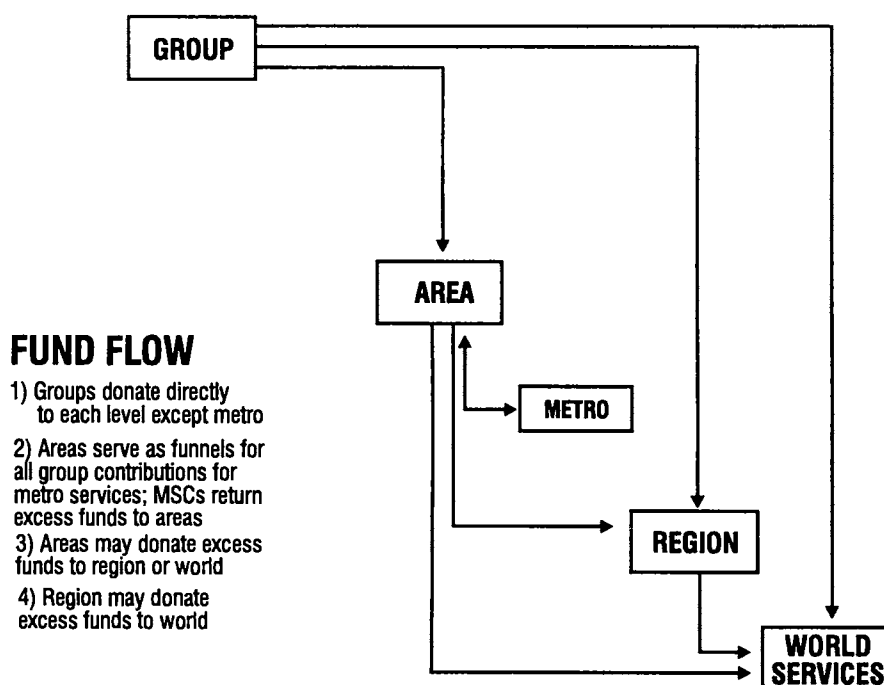 GROUP
AREA
FUND FLOW
1) Groups donate directly
to each level except metro
METRO
2) Areas serve as funnels for
all group contributions for
metro services; MSCs return
excess funds to areas
3) Areas may donate excess
funds to region or world
REGION
4) Region may donate
excess funds to world
WORLD
SERVICES